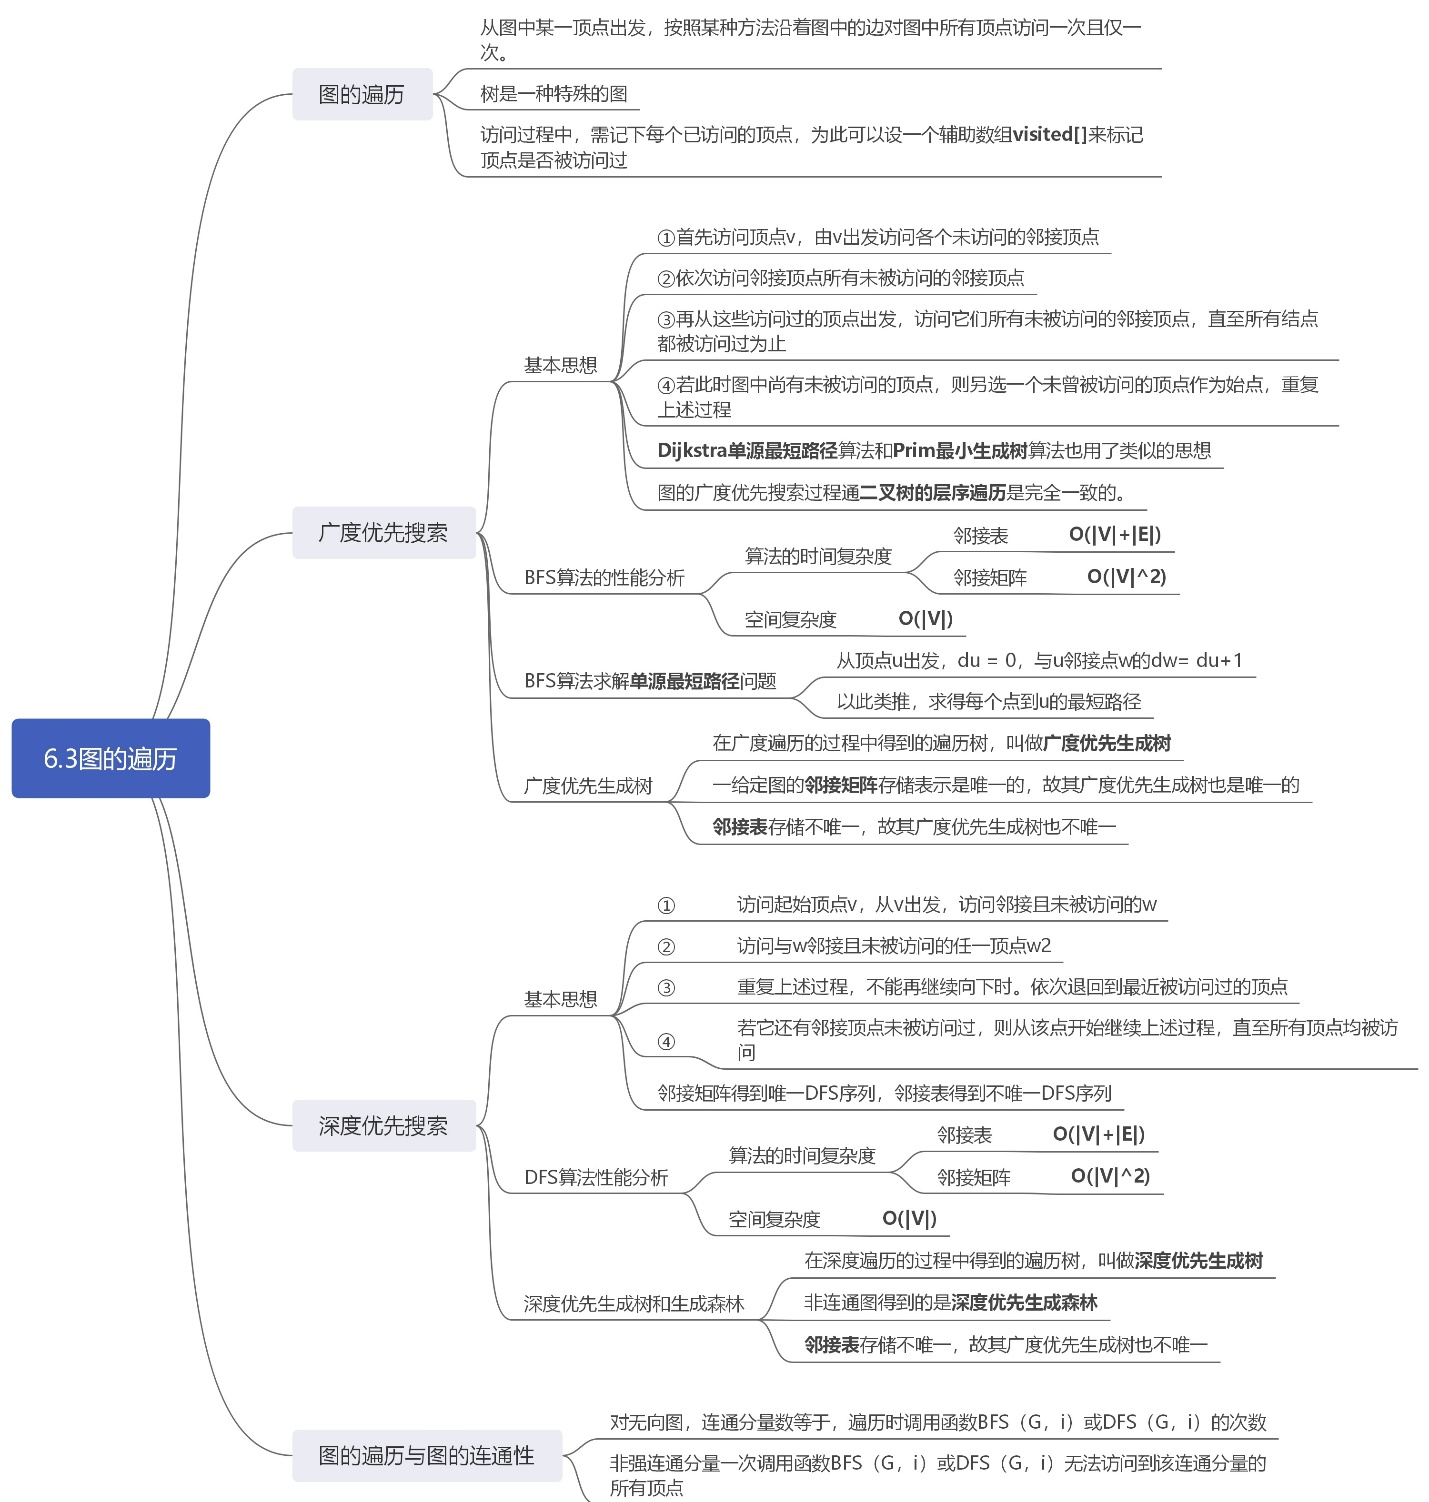 6.3图的遍历
图的遍历
从图中某一顶点出发，按照某种方法沿着图中的边对图中所有顶点访问一次且仅一
次。
树是一种特殊的图
访问过程中，需记下每个已访问的顶点，为此可以设一个辅助数组visited[]来标记
顶点是否被访问过
广度优先搜索
基本思想
①首先访问顶点v，由v出发访问各个未访问的邻接顶点
②依次访问邻接顶点所有未被访问的邻接顶点
③再从这些访问过的顶点出发，访问它们所有未被访问的邻接顶点，直至所有结点
都被访问过为止
④若此时图中尚有未被访问的顶点，则另选一个未曾被访问的顶点作为始点，重复
上述过程
Dijkstra单源最短路径算法和Prim最小生成树算法也用了类似的思想
图的广度优先搜索过程通二叉树的层序遍历是完全一致的。
BFS算法的性能分析
算法的时间复杂度
邻接表 O(|V|+|E|)
邻接矩阵 O(|V|^2)
空间复杂度 O(|V|)
BFS算法求解单源最短路径问题
从顶点u出发，du = 0，与u邻接点w的dw= du+1
以此类推，求得每个点到u的最短路径
广度优先生成树
在广度遍历的过程中得到的遍历树，叫做广度优先生成树
一给定图的邻接矩阵存储表示是唯一的，故其广度优先生成树也是唯一的
邻接表存储不唯一，故其广度优先生成树也不唯一
深度优先搜索
基本思想
① 访问起始顶点v，从v出发，访问邻接且未被访问的w
② 访问与w邻接且未被访问的任一顶点w2
③ 重复上述过程，不能再继续向下时。依次退回到最近被访问过的顶点
④ 若它还有邻接顶点未被访问过，则从该点开始继续上述过程，直至所有顶点均被访
问
邻接矩阵得到唯一DFS序列，邻接表得到不唯一DFS序列
DFS算法性能分析
算法的时间复杂度
邻接表 O(|V|+|E|)
邻接矩阵 O(|V|^2)
空间复杂度 O(|V|)
深度优先生成树和生成森林
在深度遍历的过程中得到的遍历树，叫做深度优先生成树
非连通图得到的是深度优先生成森林
邻接表存储不唯一，故其广度优先生成树也不唯一
图的遍历与图的连通性
对无向图，连通分量数等于，遍历时调用函数BFS（G，i）或DFS（G，i）的次数
非强连通分量一次调用函数BFS（G，i）或DFS（G，i）无法访问到该连通分量的
所有顶点